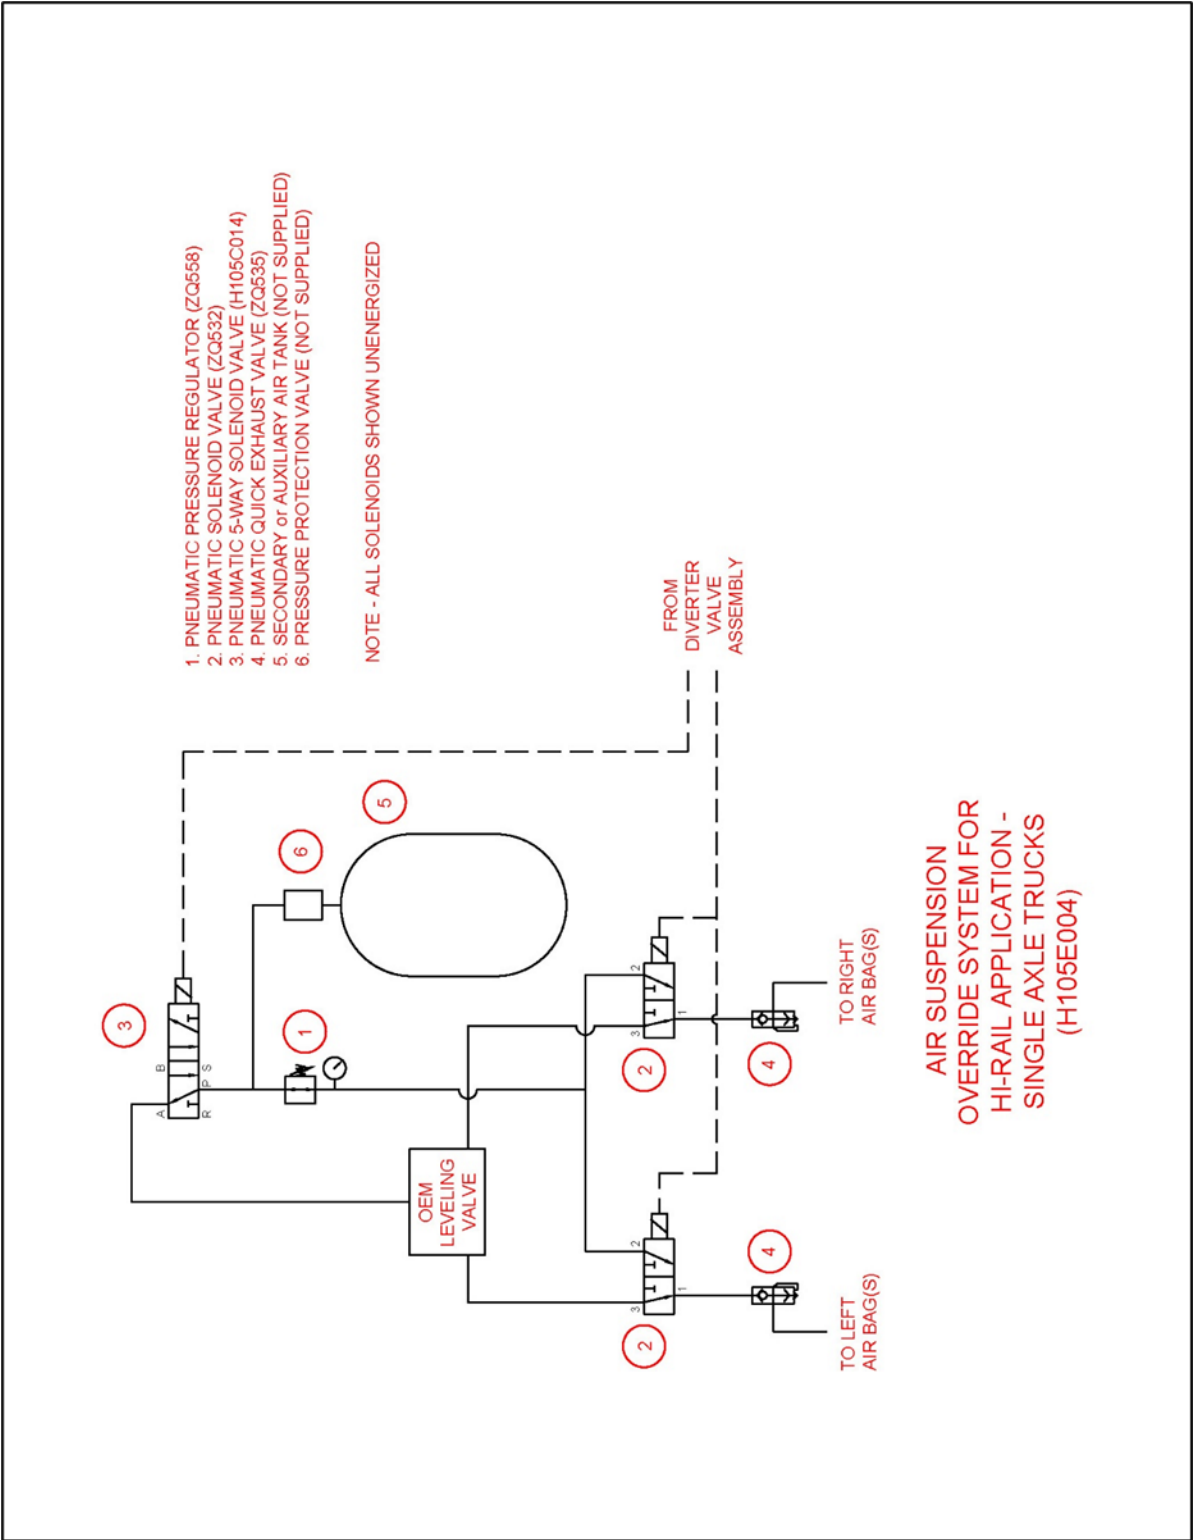 1. PNEUMATIC PRESSURE REGULATOR (ZQ558)
2. PNEUMATIC SOLENOID VALVE (ZQ532)
3. PNEUMATIC 5-WAY SOLENOID VALVE (H105C014)
4. PNEUMATIC QUICK EXHAUST VALVE (ZQ535)
5. SECONDARY or AUXILIARY AIR TANK (NOT SUPPLIED)
6. PRESSURE PROTECTION VALVE (NOT SUPPLIED)
NOTE - ALL SOLENOIDS SHOWN UNENERGIZED
3
A
B
R
P
S
1
6
5
OEM
LEVELING
VALVE
FROM
DIVERTER
VALVE
ASSEMBLY
2
3
2
1
2
3
2
1
4
4
TO LEFT
AIR BAG(S)
TO RIGHT
AIR BAG(S)
AIR SUSPENSION
OVERRIDE SYSTEM FOR
HI-RAIL APPLICATION -
SINGLE AXLE TRUCKS
(H105E004)